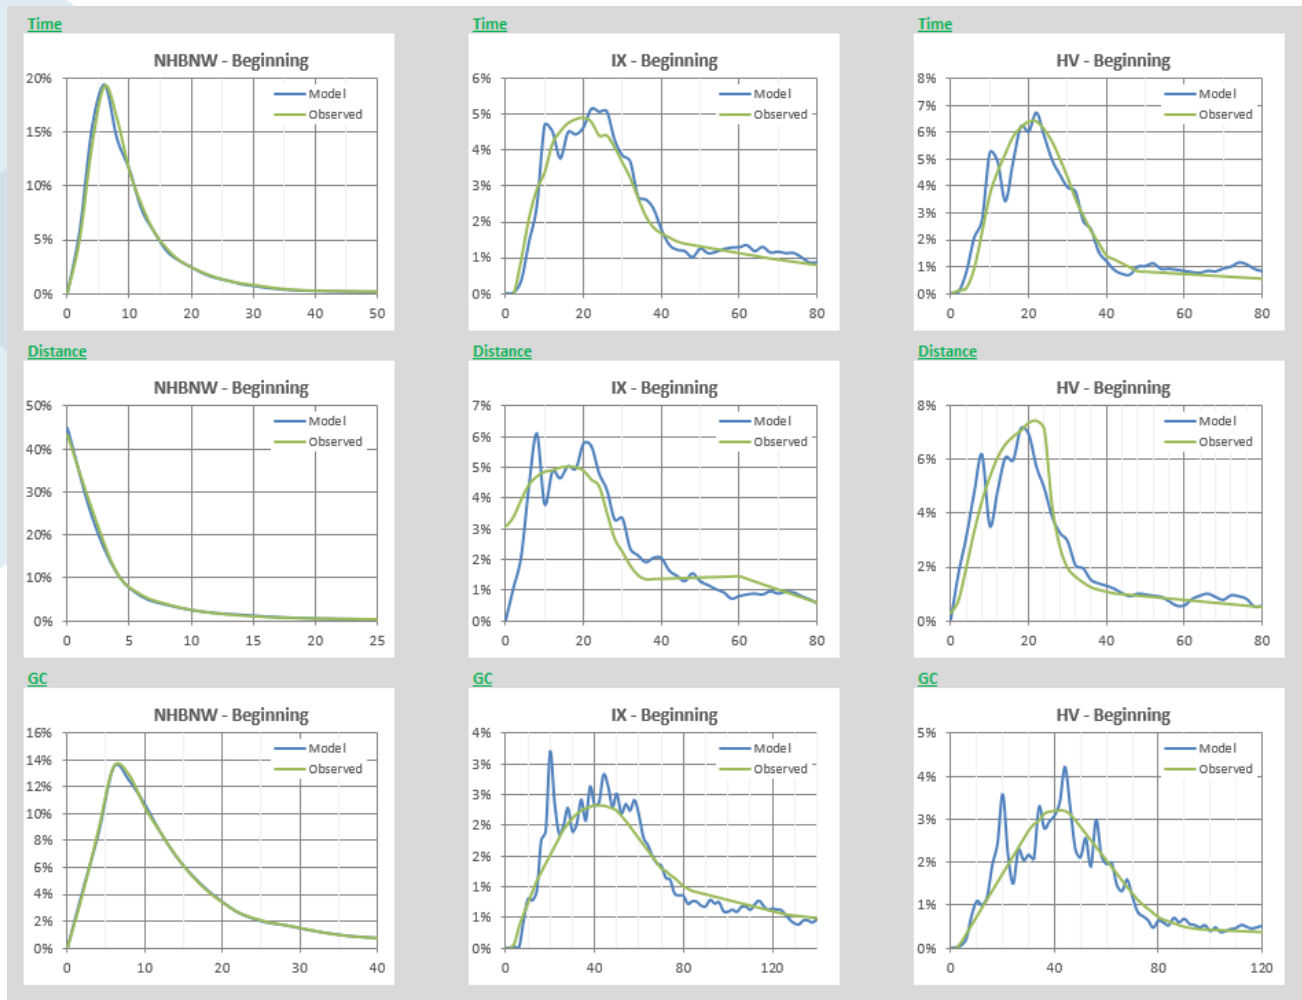 Time
NHBNW - Beginning
Model
Observed
20%
15%
10%
5%
0%
0 10 20 30 40 50
Time
IX - Beginning
Model
Observed
6%
5%
4%
3%
2%
1%
0%
0 20 40 60 80
Time
HV - Beginning
Model
Observed
8%
7%
6%
5%
4%
3%
2%
1%
0%
0 20 40 60 80
Distance
NHBNW - Beginning
Model
Observed
50%
40%
30%
20%
10%
0%
0 5 10 15 20 25
Distance
IX - Beginning
Model
Observed
7%
6%
5%
4%
3%
2%
1%
0%
0 20 40 60 80
Distance
HV - Beginning
Model
Observed
8%
6%
4%
2%
0%
0 20 40 60 80
GC
NHBNW - Beginning
Model
Observed
16%
14%
12%
10%
8%
6%
4%
2%
0%
0 10 20 30 40
GC
IX - Beginning
Model
Observed
4%
3%
3%
2%
2%
1%
1%
0%
0 40 80 120
GC
HV - Beginning
Model
Observed
5%
4%
3%
2%
1%
0%
0 40 80 120